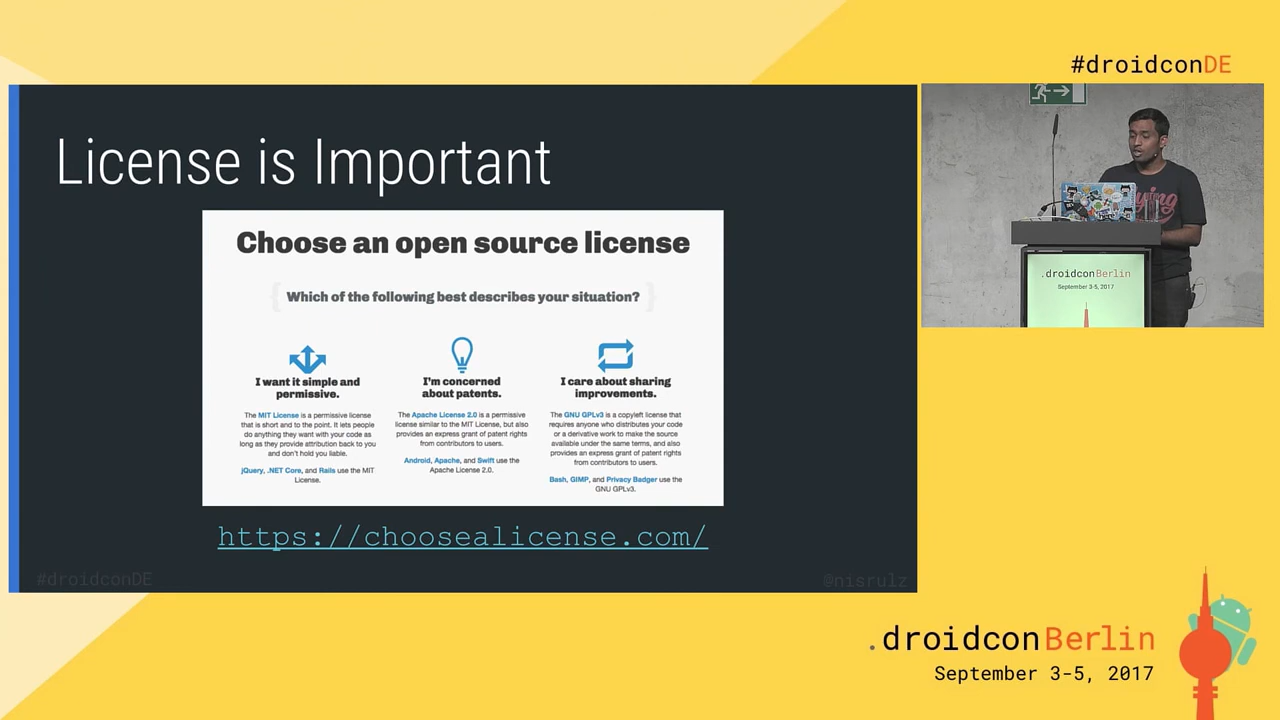 #droidconDE
License is Important
Choose an open source license
{ Which of the following best describes your situation? }
I want it simple and
permissive.
The MIT License is a permissive license
that is short and to the point. It lets people
do anything they want with your code as
long as they provide attribution back to you
and don't hold you liable.
jQuery, .NET Core, and Rails use the MIT
License.
I'm concerned
about patents.
The Apache License 2.0 is a permissive
license similar to the MIT License, but also
provides an express grant of patent rights
from contributors to users.
Android, Apache, and Swift use the
Apache License 2.0.
I care about sharing
improvements.
The GNU GPLv3 is a copyleft license that
requires anyone who distributes your code
or a derivative work to make the source
available under the same terms, and also
provides an express grant of patent rights
from contributors to users.
Bash, GIMP, and Privacy Badger use the
GNU GPLv3.
https://choosealicense.com/
#droidconDE
@nisrulz
.droidconBerlin
September 3-5, 2017
.droidconBerlin
September 3-5, 2017